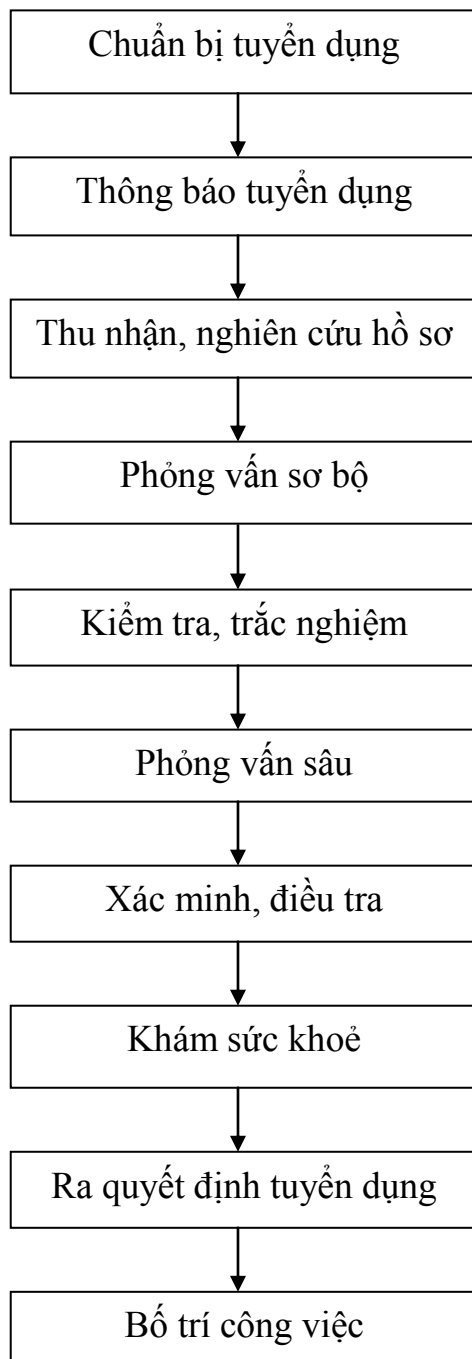 Chuẩn bị tuyển dụng
Thông báo tuyển dụng
Thu nhận, nghiên cứu hồ sơ
Phỏng vấn sơ bộ
Kiểm tra, trắc nghiệm
Phỏng vấn sâu
Xác minh, điều tra
Khám sức khoẻ
Ra quyết định tuyển dụng
Bố trí công việc